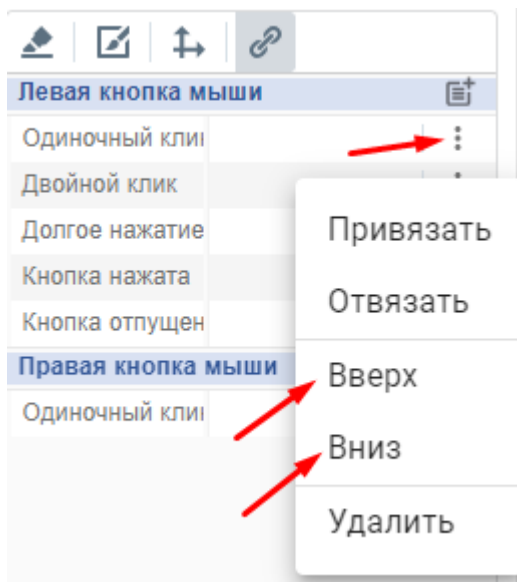 Левая кнопка мыши
Одиночный кли
Двойной клик
Долгое нажатие
Кнопка нажата
Кнопка отпущен
Правая кнопка мыши
Одиночный кли
Привязать
Отвязать
Вверх
Вниз
Удалить